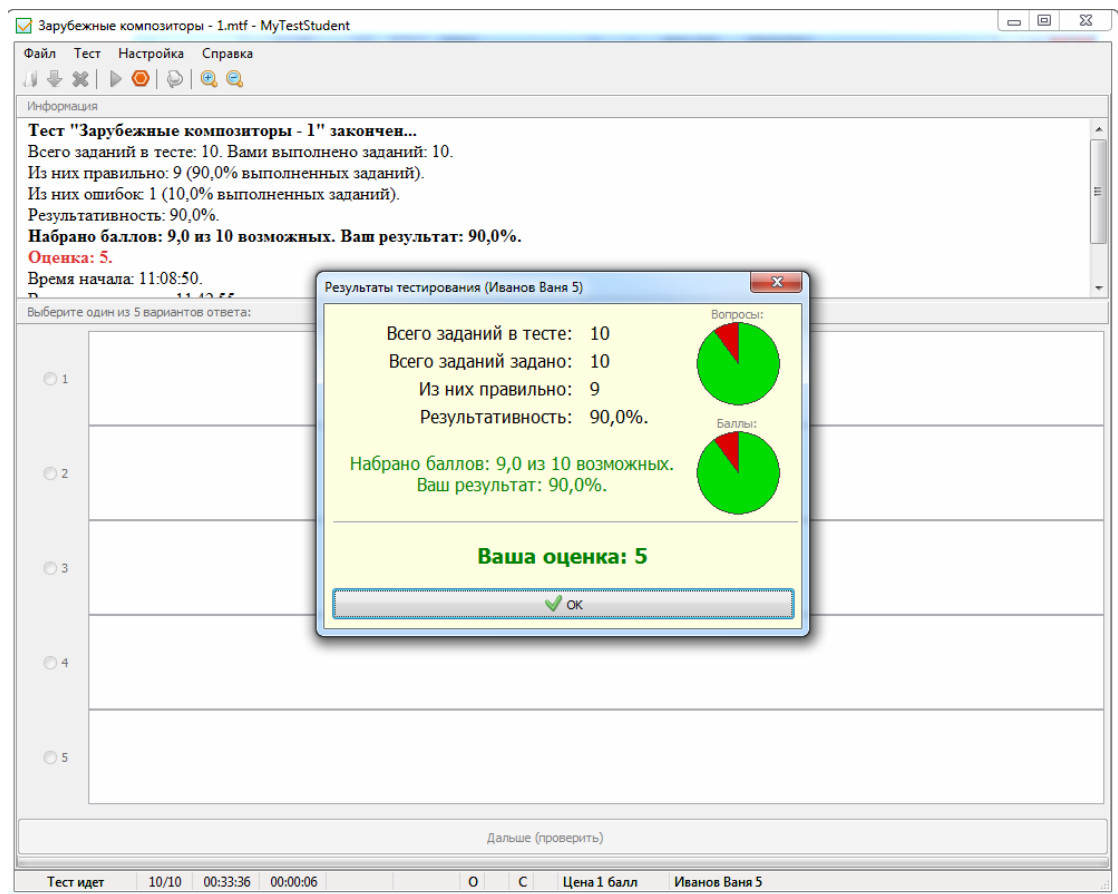 Зарубежные композиторы - 1.mtf - MyTestStudent
Файл Тест Настройка Справка
Информация
Тест "Зарубежные композиторы - 1" закончен...
Всего заданий в тесте: 10. Вами выполнено заданий: 10.
Из них правильно: 9 (90,0% выполненных заданий).
Из них ошибок: 1 (10,0% выполненных заданий).
Результативность: 90,0%.
Набрано баллов: 9,0 из 10 возможных. Ваш результат: 90,0%.
Оценка: 5.
Время начала: 11:08:50.
Выберите один из 5 вариантов ответа:
Результаты тестирования (Иванов Ваня 5)
Всего заданий в тесте: 10
Всего заданий задано: 10
Из них правильно: 9
Результативность: 90,0%.
Вопросы:
Баллы:
Набрано баллов: 9,0 из 10 возможных.
Ваш результат: 90,0%.
Ваша оценка: 5
OK
1
2
3
4
5
Дальше (проверить)
Тест идет 10/10 00:33:36 00:00:06 О С Цена 1 балл Иванов Ваня 5